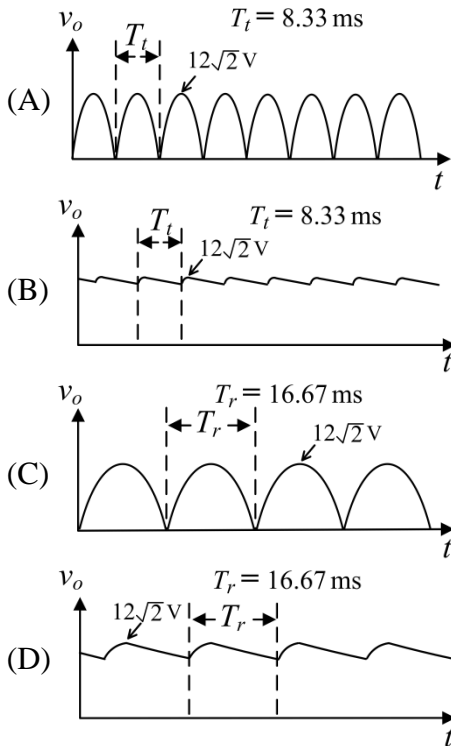 v_o
T_t = 8.33 ms
T_t
12√2 V
(A)
t
v_o
T_t = 8.33 ms
T_t
12√2 V
(B)
t
v_o
T_r = 16.67 ms
T_r
12√2 V
(C)
t
v_o
T_r = 16.67 ms
12√2 V
T_r
(D)
t